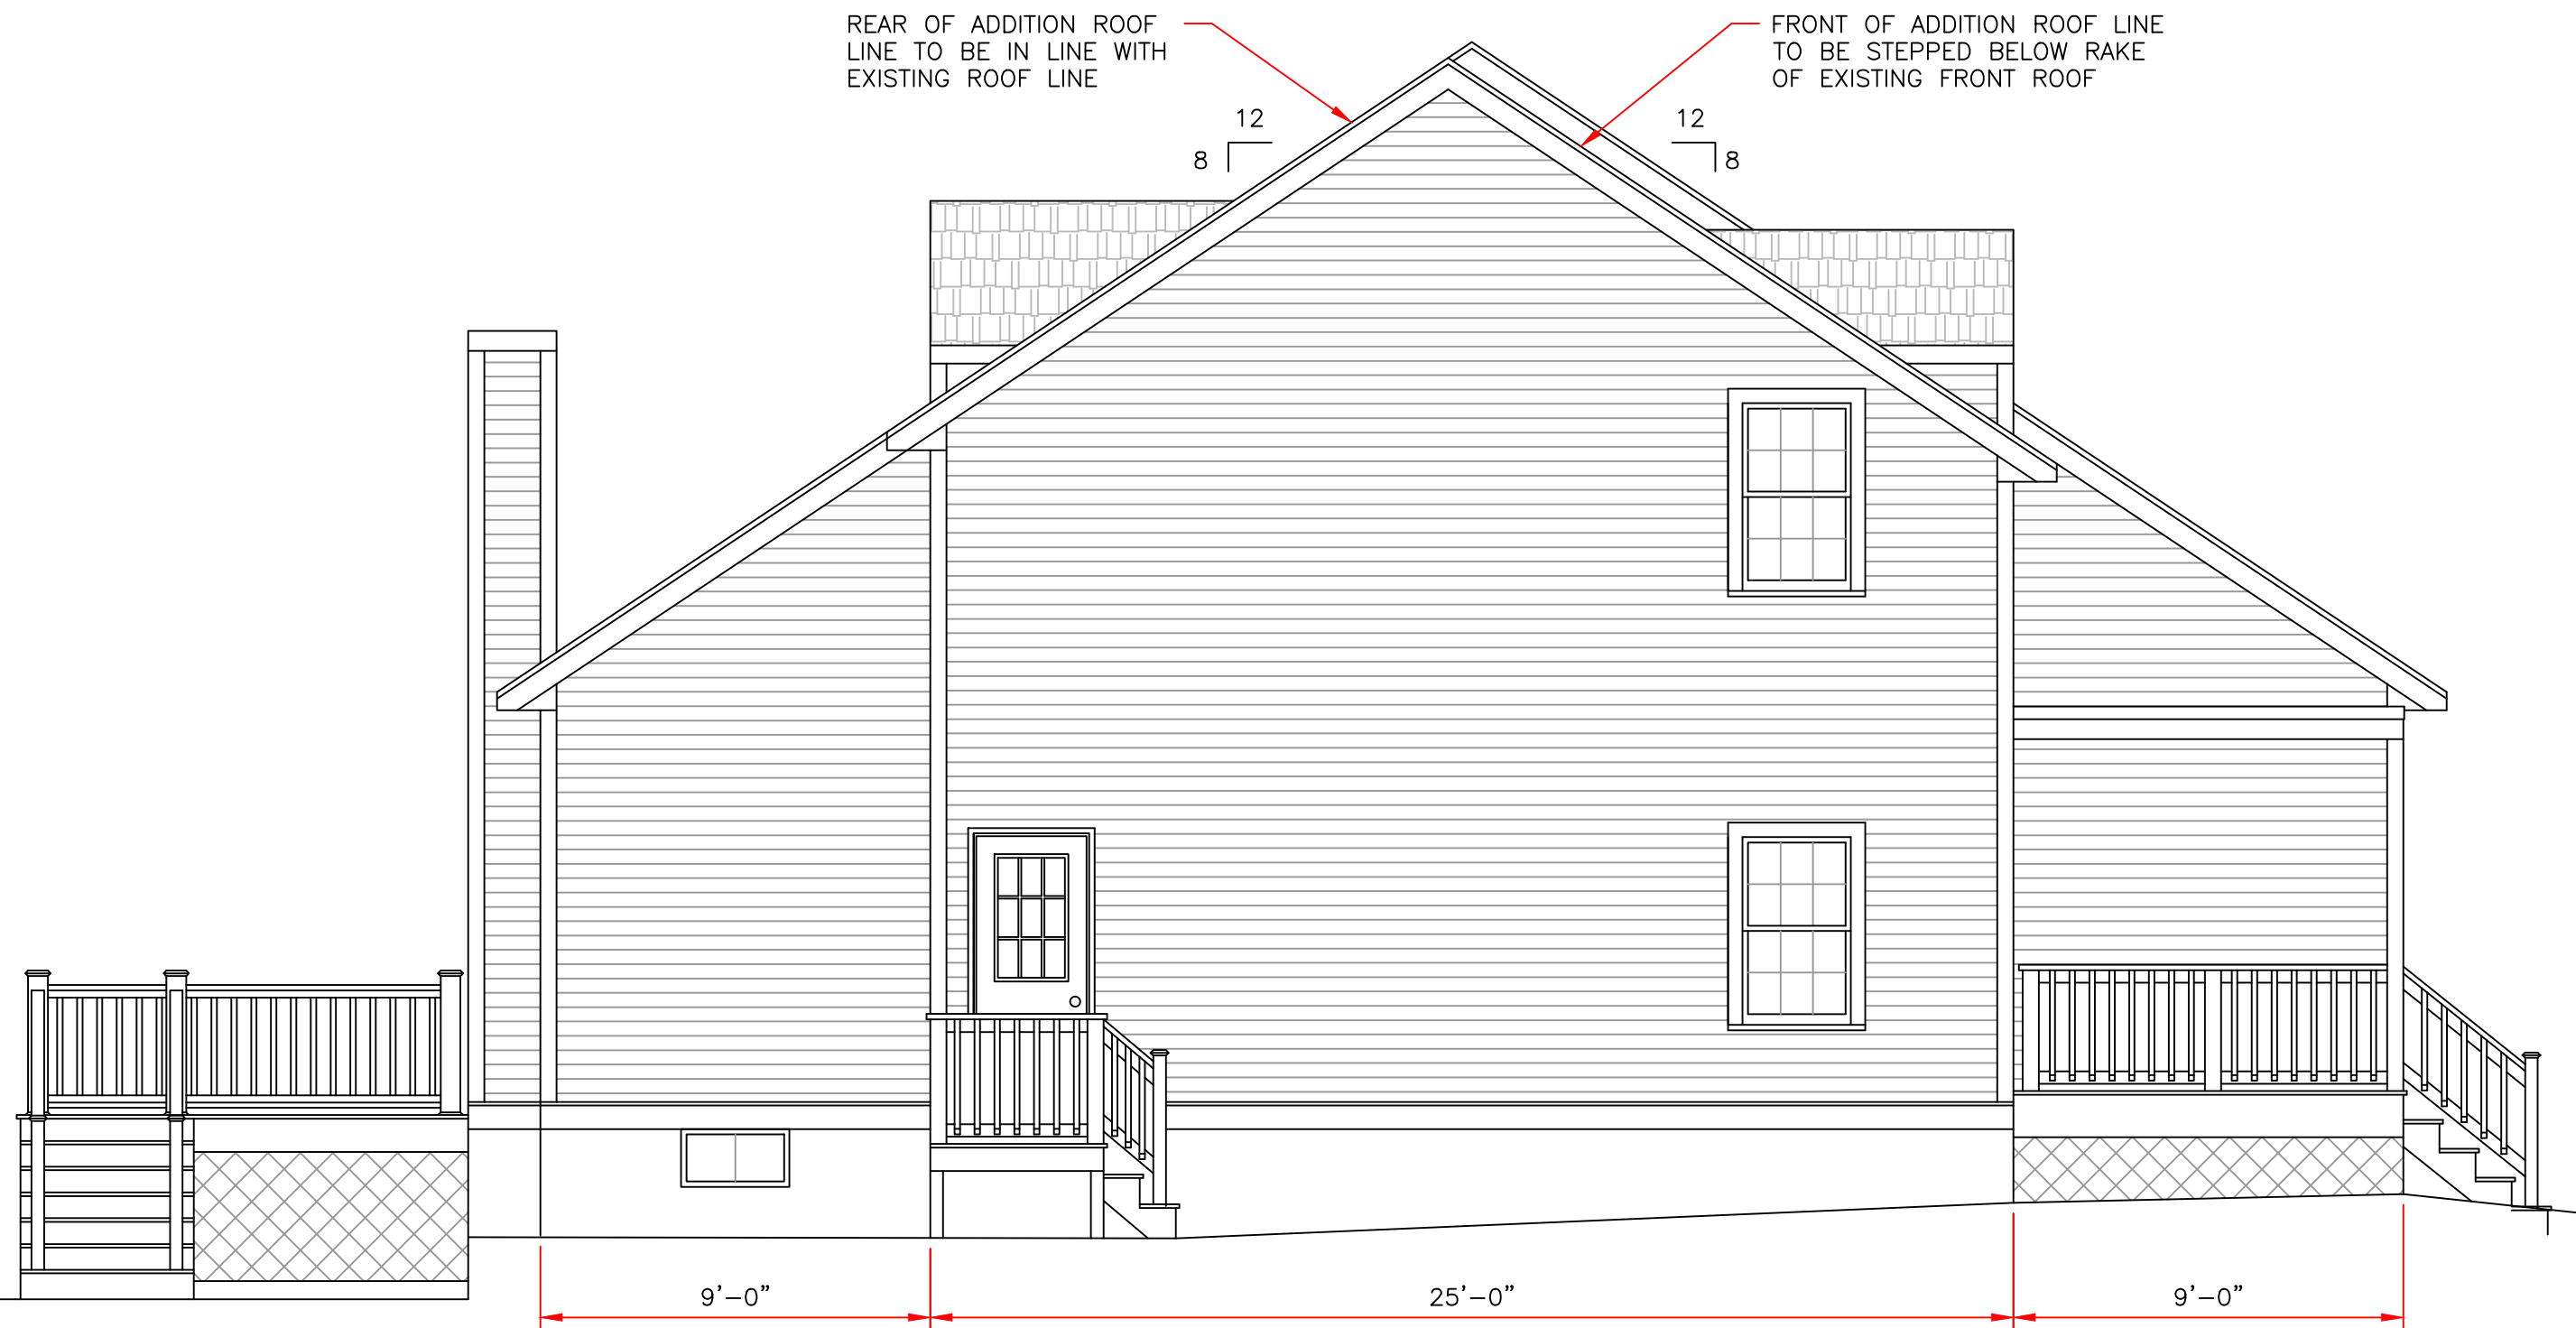 REAR OF ADDITION ROOF
LINE TO BE IN LINE WITH
EXISTING ROOF LINE
FRONT OF ADDITION ROOF LINE
TO BE STEPPED BELOW RAKE
OF EXISTING FRONT ROOF
12
8
12
8
9'-0"
25'-0"
9'-0"